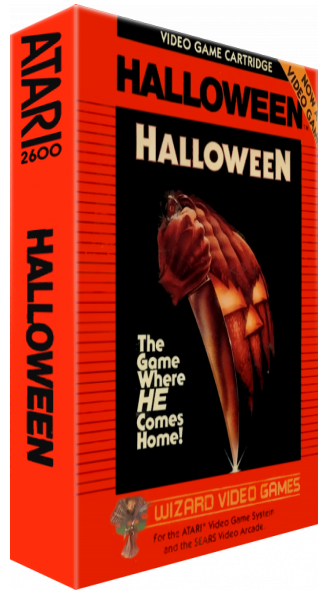 ATARI
2600
HALLOWEEN
VIDEO GAME CARTRIDGE
HALLOWEEN
NOW A
VIDEO GAM
HALLOWEEN
The
Game
Where
HE
Comes
Home!
WIZARD VIDEO GAMES
For the ATARI® Video Game System
and the SEARS Video Arcade.